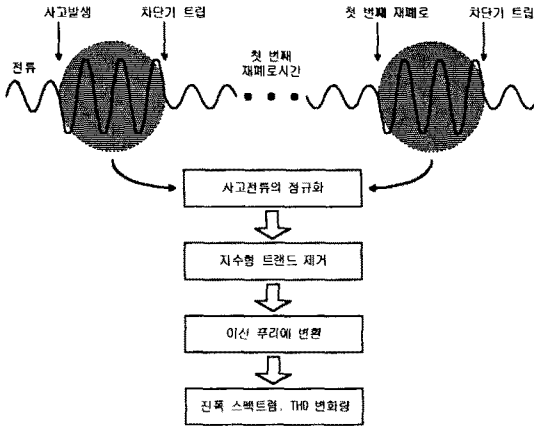 사고발생
차단기 트립
첫 번째 재폐로
차단기 트립
전류
첫 번째
재폐로시간
사고전류의 정규화
지수형 트랜드 제거
이산 푸리에 변환
진폭 스펙트럼, THD 변화량